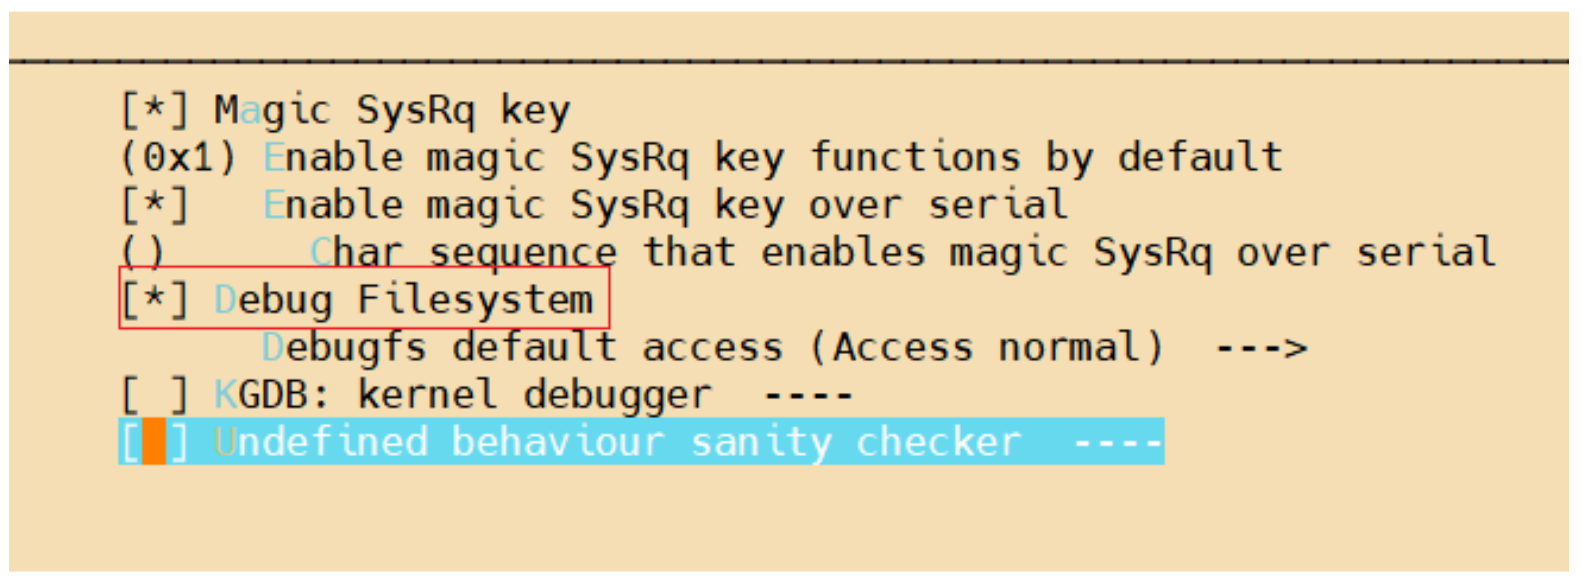 [*] Magic SysRq key
(0x1) Enable magic SysRq key functions by default
[*]   Enable magic SysRq key over serial
()      Char sequence that enables magic SysRq over serial
[*] Debug Filesystem
      Debugfs default access (Access normal)  --->
[ ] KGDB: kernel debugger  ----
[ ] Undefined behaviour sanity checker  ----